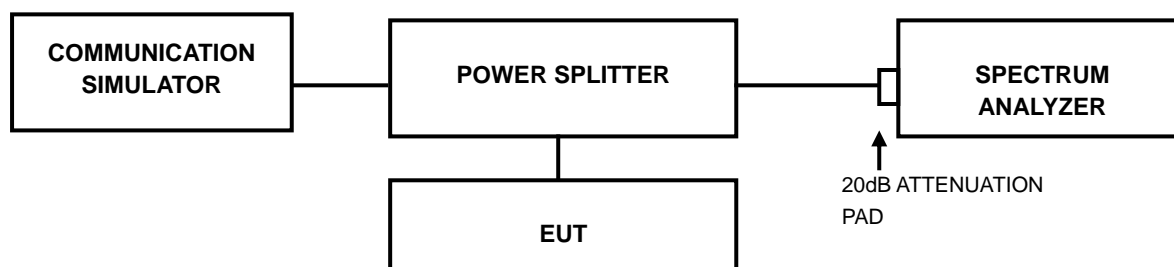 COMMUNICATION
SIMULATOR
POWER SPLITTER
SPECTRUM
ANALYZER
20dB ATTENUATION
PAD
EUT